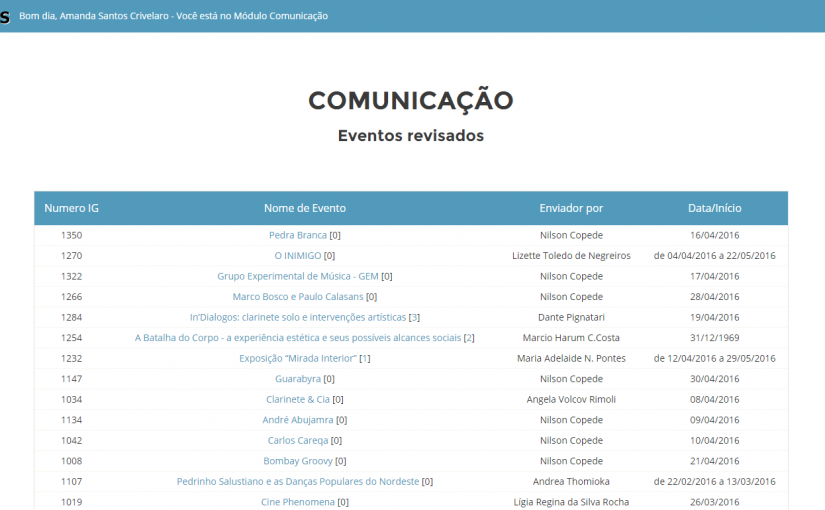 S Bom dia, Amanda Santos Crivelaro - Você está no Módulo Comunicação
COMUNICAÇÃO
Eventos revisados
Numero IG Nome de Evento Enviador por Data/Início
1350 Pedra Branca [0] Nilson Copede 16/04/2016
1270 O INIMIGO [0] Lizette Toledo de Negreiros de 04/04/2016 a 22/05/2016
1322 Grupo Experimental de Música - GEM [0] Nilson Copede 17/04/2016
1266 Marco Bosco e Paulo Calasans [0] Nilson Copede 28/04/2016
1284 In'Dialogos: clarinete solo e intervenções artísticas [3] Dante Pignatari 19/04/2016
1254 A Batalha do Corpo - a experiência estética e seus possíveis alcances sociais [2] Marcio Harum C.Costa 31/12/1969
1232 Exposição “Mirada Interior” [1] Maria Adelaide N. Pontes de 12/04/2016 a 29/05/2016
1147 Guarabyra [0] Nilson Copede 30/04/2016
1034 Clarinete & Cia [0] Angela Volcov Rimoli 08/04/2016
1134 André Abujamra [0] Nilson Copede 09/04/2016
1042 Carlos Careqa [0] Nilson Copede 10/04/2016
1008 Bombay Groovy [0] Nilson Copede 21/04/2016
1107 Pedrinho Salustiano e as Danças Populares do Nordeste [0] Andrea Thomioka de 22/02/2016 a 13/03/2016
1019 Cine Phenomena [0] Lígia Regina da Silva Rocha 26/03/2016